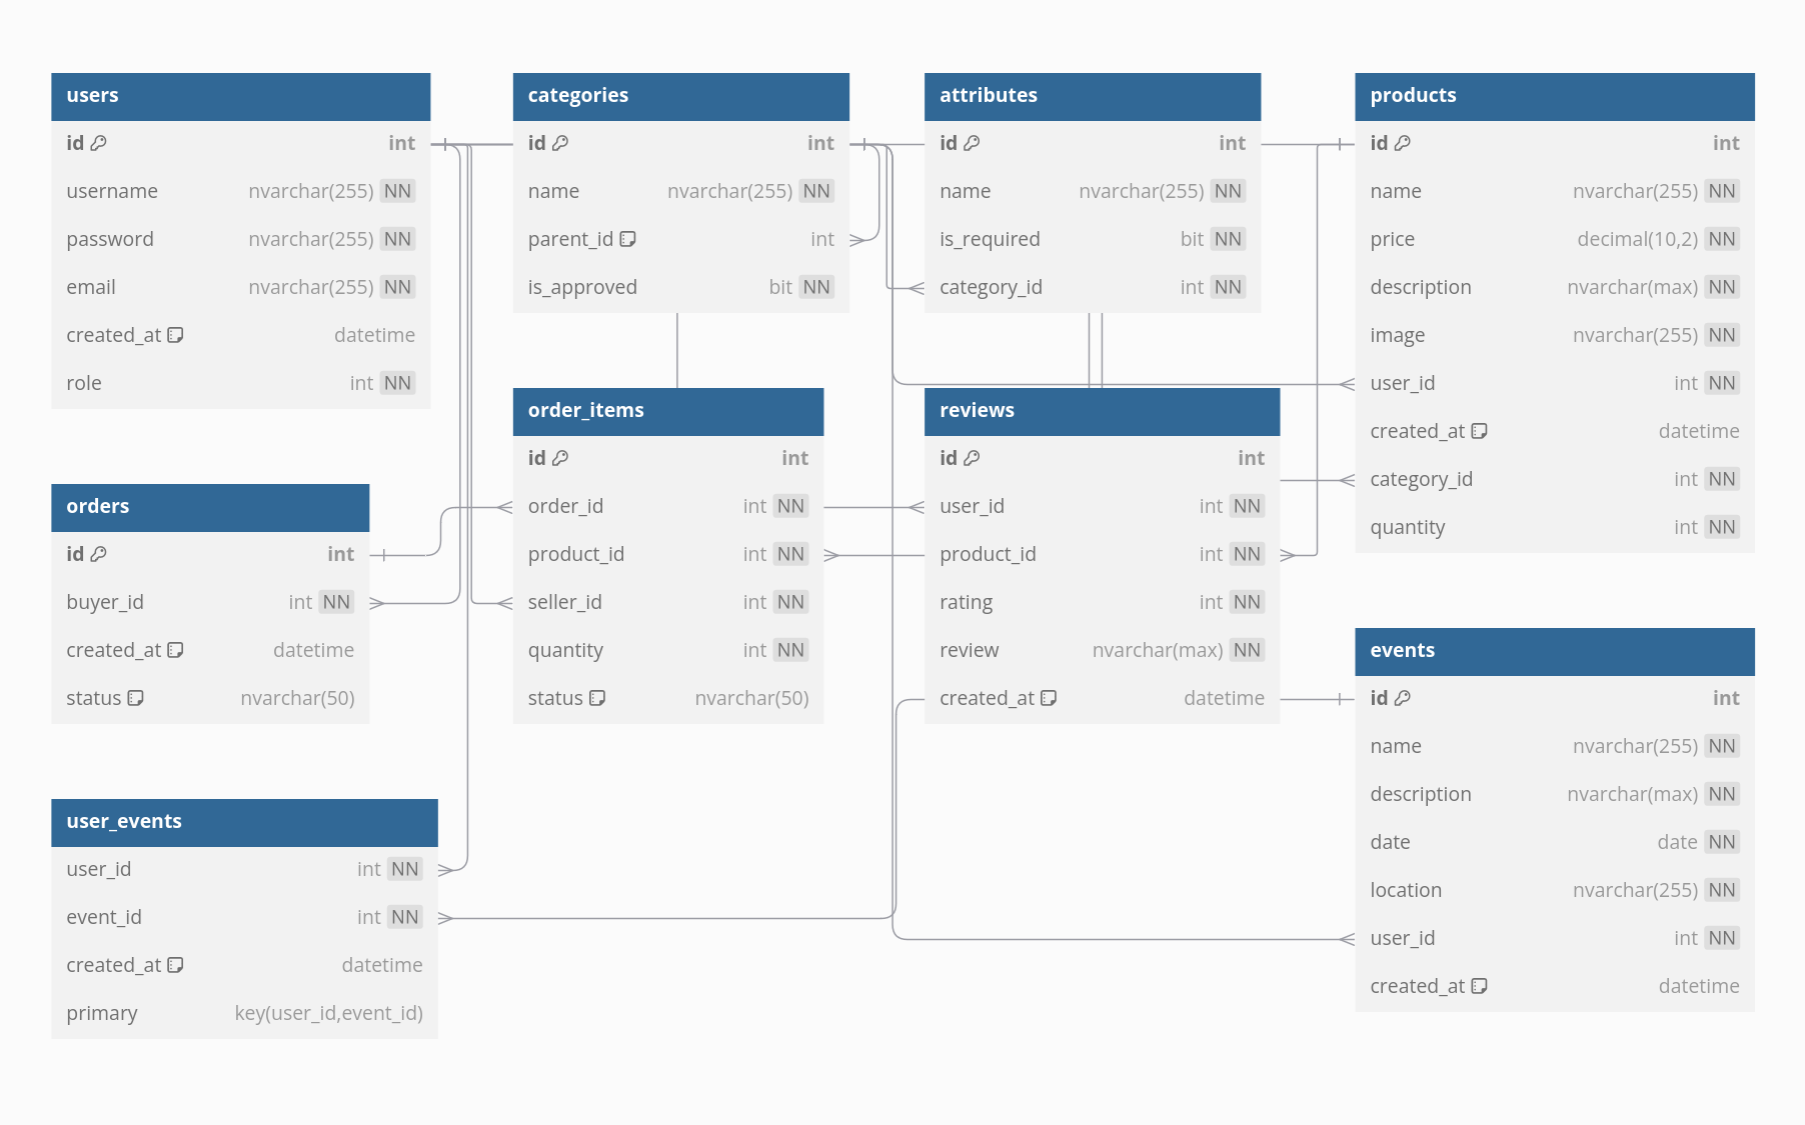 users
id int
username nvarchar(255) NN
password nvarchar(255) NN
email nvarchar(255) NN
created_at datetime
role int NN
categories
id int
name nvarchar(255) NN
parent_id int
is_approved bit NN
attributes
id int
name nvarchar(255) NN
is_required bit NN
category_id int NN
products
id int
name nvarchar(255) NN
price decimal(10,2) NN
description nvarchar(max) NN
image nvarchar(255) NN
user_id int NN
created_at datetime
category_id int NN
quantity int NN
orders
id int
buyer_id int NN
created_at datetime
status nvarchar(50)
order_items
id int
order_id int NN
product_id int NN
seller_id int NN
quantity int NN
status nvarchar(50)
reviews
id int
user_id int NN
product_id int NN
rating int NN
review nvarchar(max) NN
created_at datetime
events
id int
name nvarchar(255) NN
description nvarchar(max) NN
date date NN
location nvarchar(255) NN
user_id int NN
created_at datetime
user_events
user_id int NN
event_id int NN
created_at datetime
primary key(user_id,event_id)